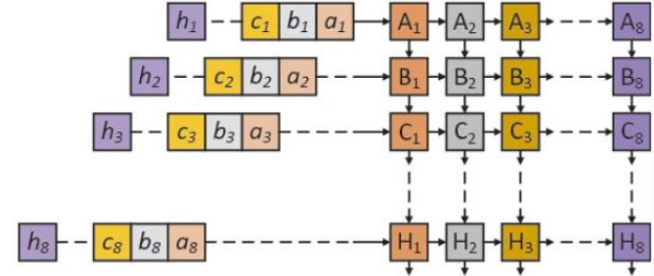 h1 c1 b1 a1 A1 A2 A3 A8
h2 c2 b2 a2 B1 B2 B3 B8
h3 c3 b3 a3 C1 C2 C3 C8
h8 c8 b8 a8 H1 H2 H3 H8